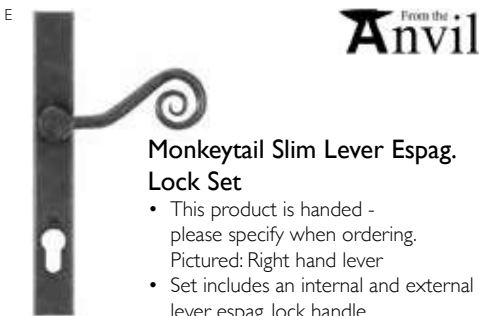 E
From the
Anvil
Monkeytail Slim Lever Espag.
Lock Set
• This product is handed -
please specify when ordering.
Pictured: Right hand lever
• Set includes an internal and external
lever espag. lock handle